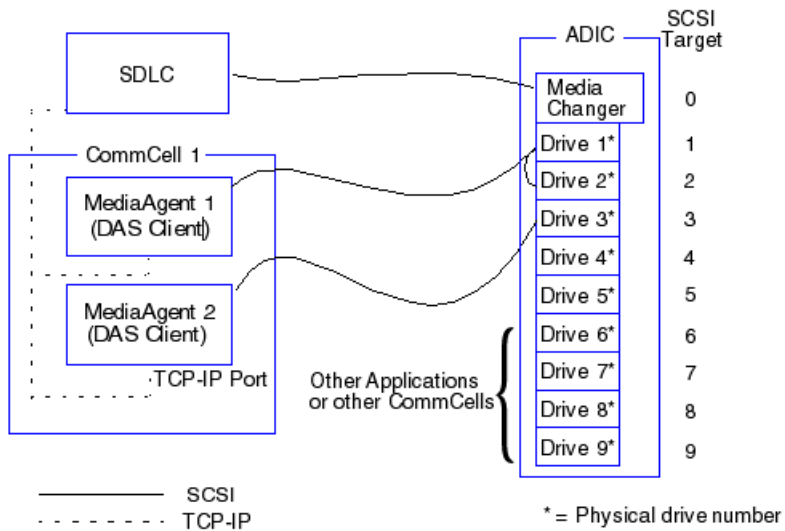 SDLC
ADIC
SCSI
Target
Media
Changer
0
CommCell 1
Drive 1*
1
MediaAgent 1
(DAS Client)
Drive 2*
2
Drive 3*
3
Drive 4*
4
MediaAgent 2
(DAS Client)
Drive 5*
5
Drive 6*
6
TCP-IP Port
Other Applications
or other CommCells
Drive 7*
7
Drive 8*
8
Drive 9*
9
SCSI
TCP-IP
* = Physical drive number